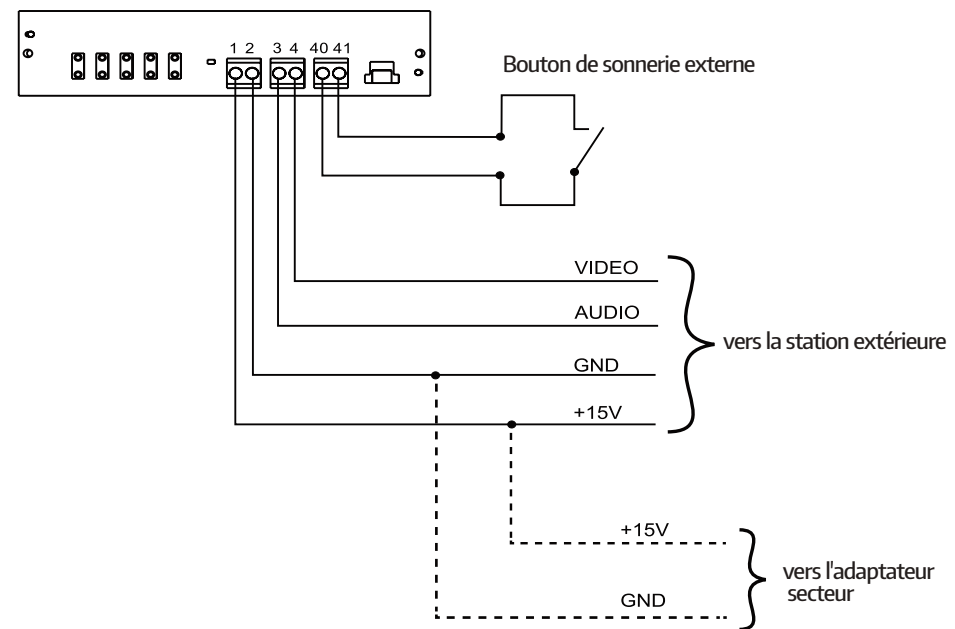 1 2 3 4 40 41
Bouton de sonnerie externe
VIDEO
AUDIO
GND
+15V
vers la station extérieure
+15V
GND
vers l'adaptateur
secteur